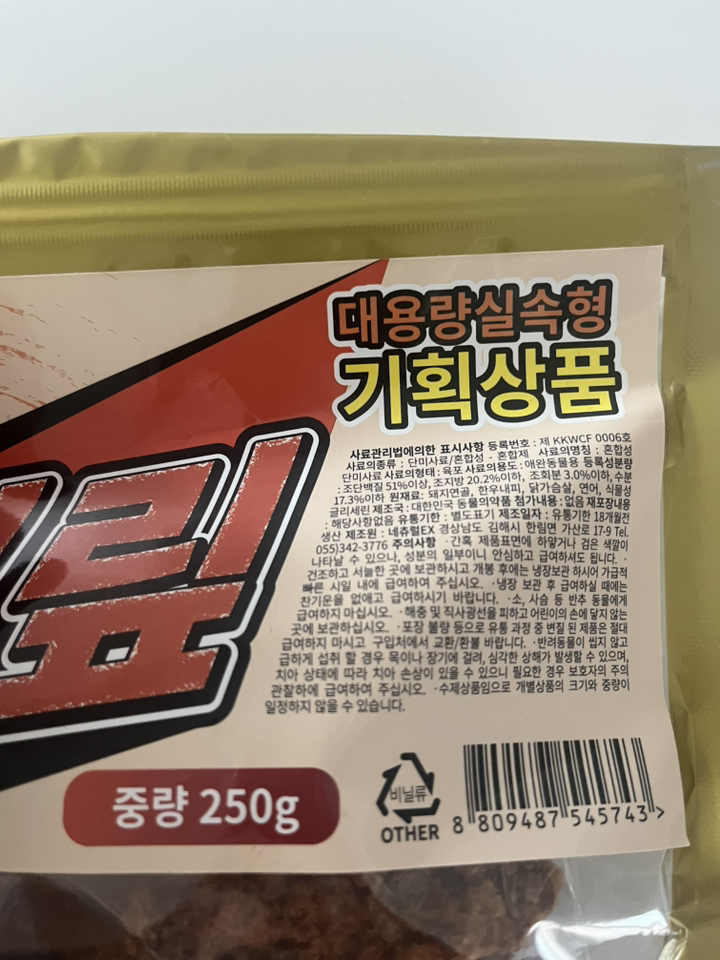 대용량실속형
기획상품
릴
표
사료관리법에의한 표시사항 등록번호 : 제 KKWCF 0006호
사료의종류 : 단미사료/혼합성 · 혼합제 사료의명칭 : 혼합성
단미사료 사료의형태 : 육포 사료의용도 : 애완동물용 등록성분량
: 조단백질 51%이상, 조지방 20.2%이하, 조회분 3.0%이하, 수분
17.3%이하 원재료: 돼지연골, 한우내피, 닭가슴살, 연어, 식물성
글리세린 제조국 : 대한민국 동물의약품 첨가내용 : 없음 재포장내용
: 해당사항없음 유통기한 : 별도표기 제조일자 : 유통기한 18개월전
생산 제조원 : 네츄럴EX 경상남도 김해시 한림면 가산로 17-9 Tel.
055)342-3776 주의사항 ·간혹 제품표면에 하얗거나 검은 색깔이
나타날 수 있으나, 성분의 일부이니 안심하고 급여하셔도 됩니다. ·
건조하고 서늘한 곳에 보관하시고 개봉 후에는 냉장보관 하시어 가급적
빠른 시일 내에 급여하여 주십시오. ·냉장 보관 후 급여하실 때에는
찬기운을 없애고 급여하시기 바랍니다. ·소, 사슴 등 반추 동물에게
급여하지 마십시오. ·해충 및 직사광선을 피하고 어린이의 손에 닿지 않는
곳에 보관하십시오. ·포장 불량 등으로 유통 과정 중 변질 된 제품은 절대
급여하지 마시고 구입처에서 교환/환불 바랍니다. ·반려동물이 씹지 않고
급하게 섭취 할 경우 목이나 장기에 걸려, 심각한 상해가 발생할 수 있으며,
치아 상태에 따라 치아 손상이 있을 수 있으니 필요한 경우 보호자의 주의
관찰하에 급여하여 주십시오. ·수제상품임으로 개별상품의 크기와 중량이
일정하지 않을 수 있습니다.
중량 250g
비닐류
OTHER
8 809487 545743 >